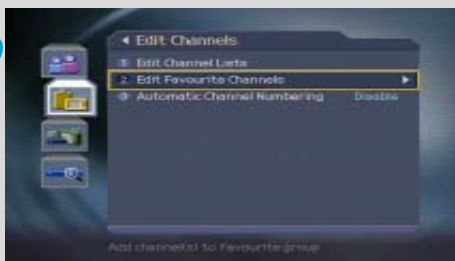 Edit Channels
1 Edit Channel Lists
2 Edit Favourite Channels
3 Automatic Channel Numbering Disable
Add channel(s) to Favourite group